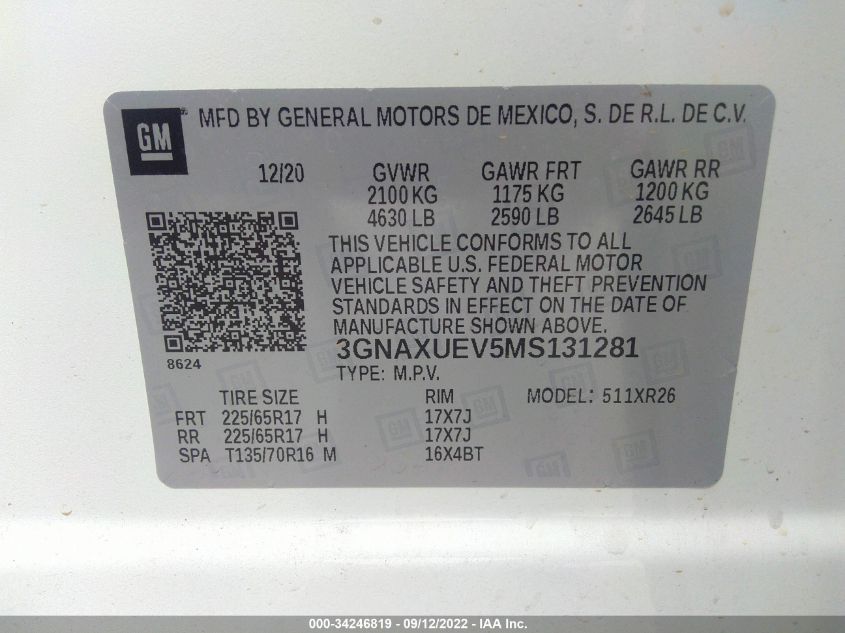 GM MFD BY GENERAL MOTORS DE MEXICO, S. DE R.L. DE C.V.
12/20 GVWR GAWR FRT GAWR RR
2100 KG 1175 KG 1200 KG
4630 LB 2590 LB 2645 LB
THIS VEHICLE CONFORMS TO ALL
APPLICABLE U.S. FEDERAL MOTOR
VEHICLE SAFETY AND THEFT PREVENTION
STANDARDS IN EFFECT ON THE DATE OF
MANUFACTURE SHOWN ABOVE.
3GNAXUEV5MS131281
8624
TYPE: M.P.V.
TIRE SIZE RIM MODEL: 511XR26
FRT 225/65R17 H 17X7J
RR 225/65R17 H 17X7J
SPA T135/70R16 M 16X4BT
000-34246819 - 09/12/2022 - IAA Inc.